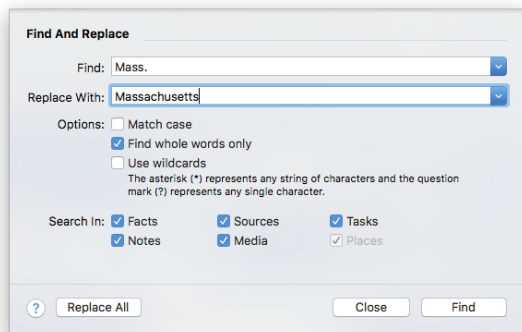 Find And Replace
Find: Mass.
Replace With: Massachusetts
Options: Match case
Find whole words only
Use wildcards
The asterisk (*) represents any string of characters and the question
mark (?) represents any single character.
Search In: Facts Sources Tasks
Notes Media Places
? Replace All Close Find